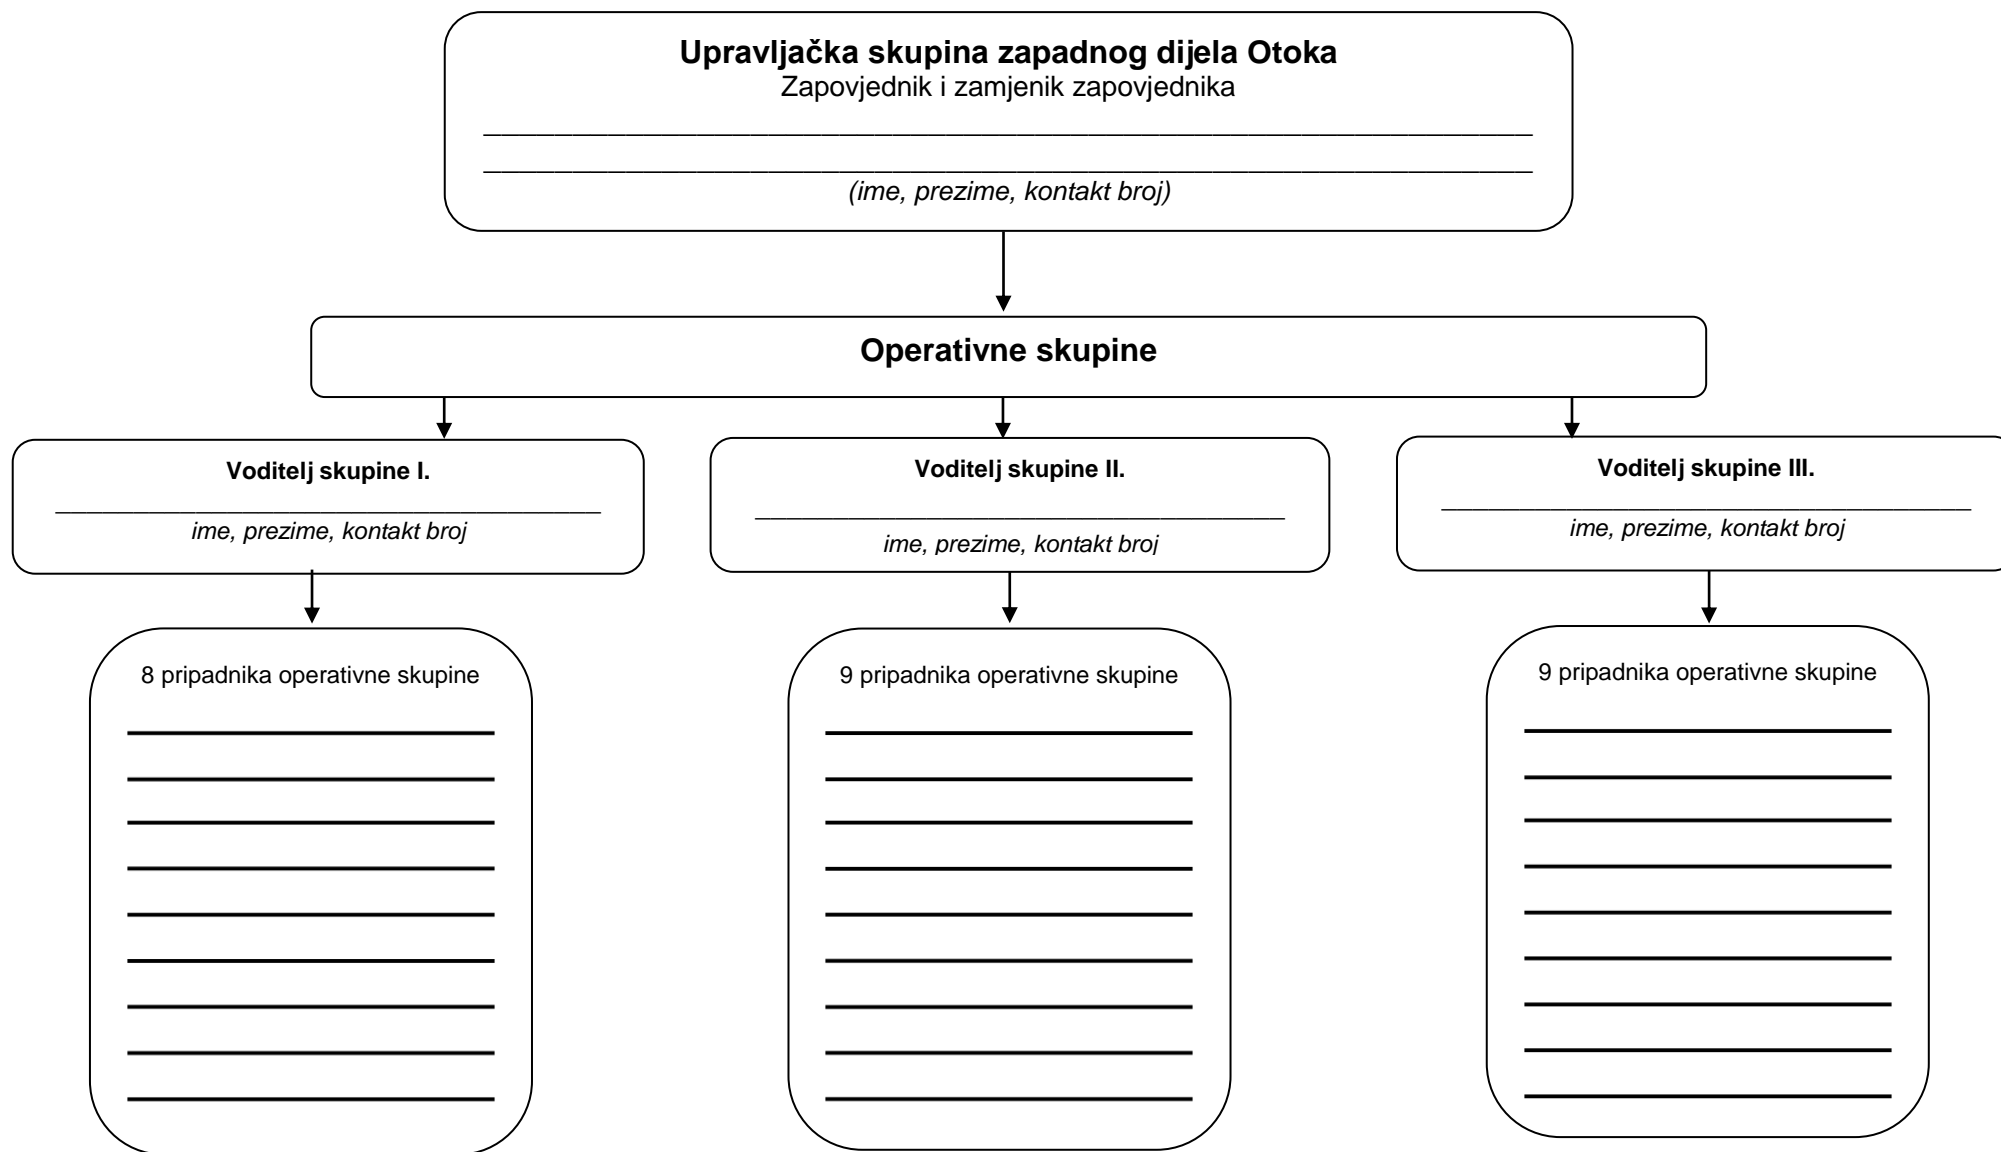 Upravljačka skupina zapadnog dijela Otoka
Zapovjednik i zamjenik zapovjednika
(ime, prezime, kontakt broj)
Operativne skupine
Voditelj skupine I.
ime, prezime, kontakt broj
Voditelj skupine II.
ime, prezime, kontakt broj
Voditelj skupine III.
ime, prezime, kontakt broj
8 pripadnika operativne skupine
9 pripadnika operativne skupine
9 pripadnika operativne skupine